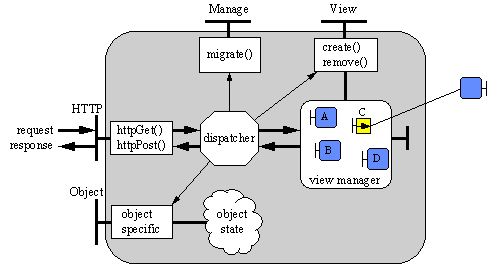 Manage
View
migrate()
create()
remove()
HTTP
request
response
httpGet()
httpPost()
dispatcher
A
C
B
D
view manager
Object
object
specific
object
state